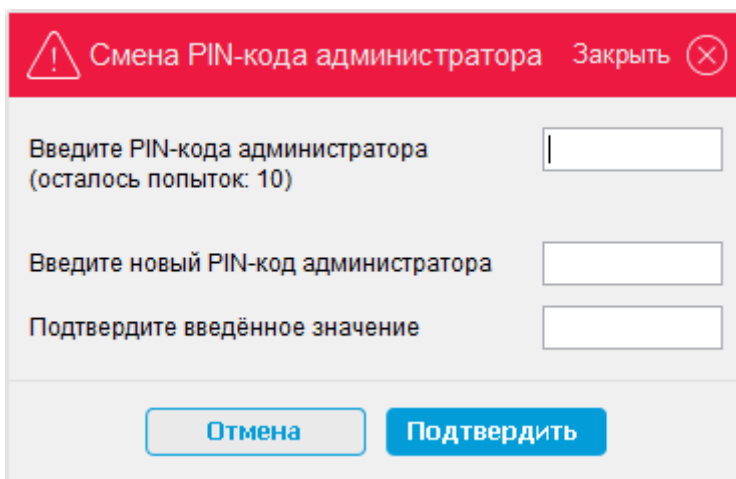 Смена PIN-кода администратора Закрыть
Введите PIN-кода администратора
(осталось попыток: 10)
Введите новый PIN-код администратора
Подтвердите введённое значение
Отмена Подтвердить